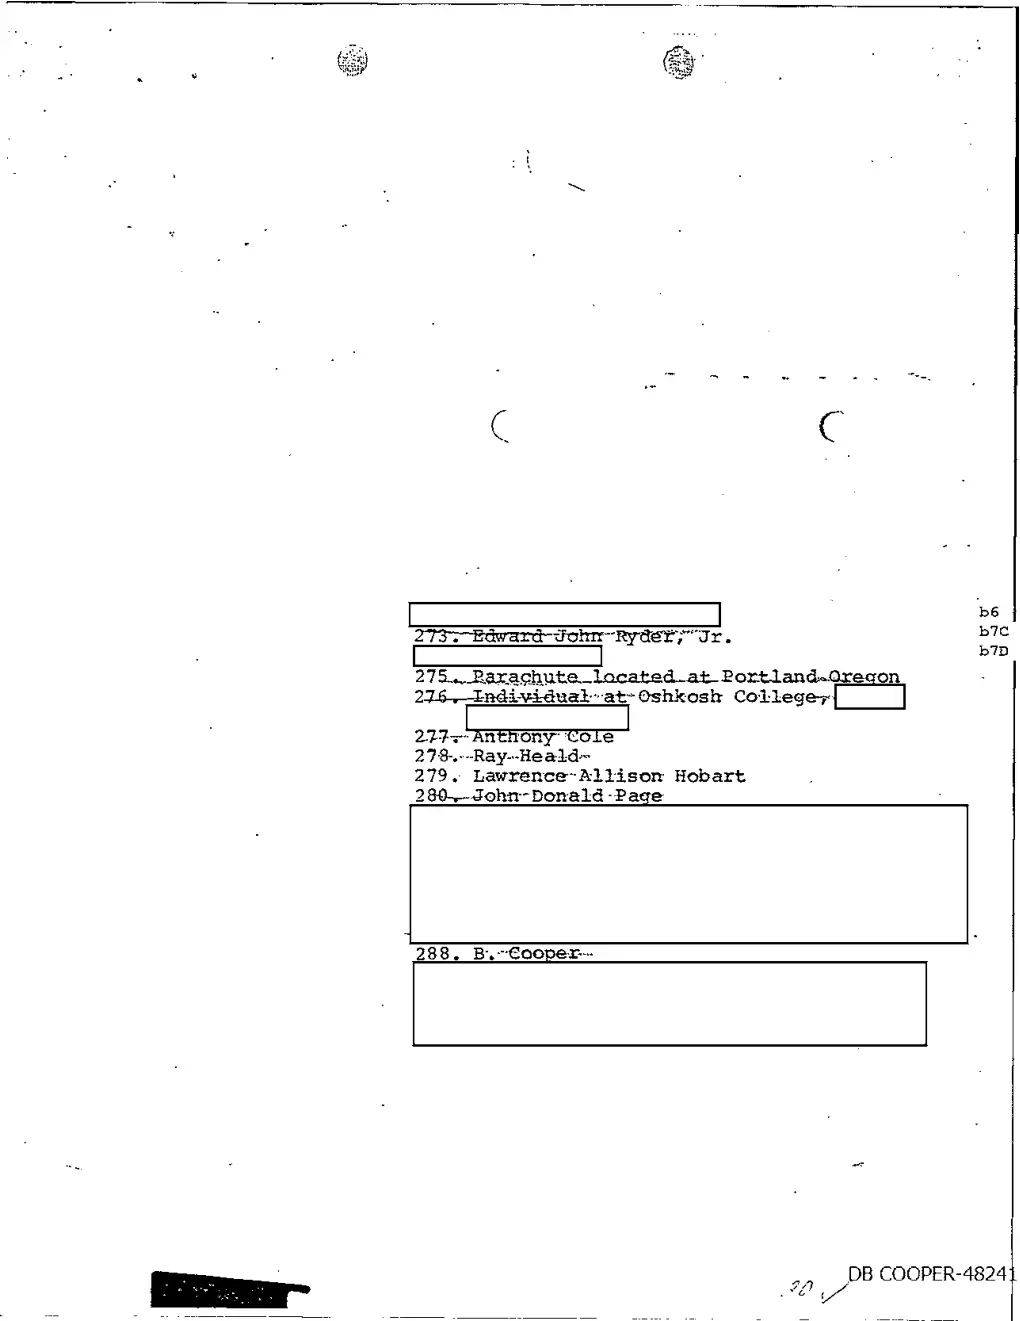 b6
273. Edward John Ryder, Jr.
b7C
b7D
275. Parachute located at Portland Oregon
276. Individual at Oshkosh College,
277. Anthony Cole
278. Ray Heald
279. Lawrence Allison Hobart
280. John Donald Page
288. B. Cooper
DB COOPER-48241